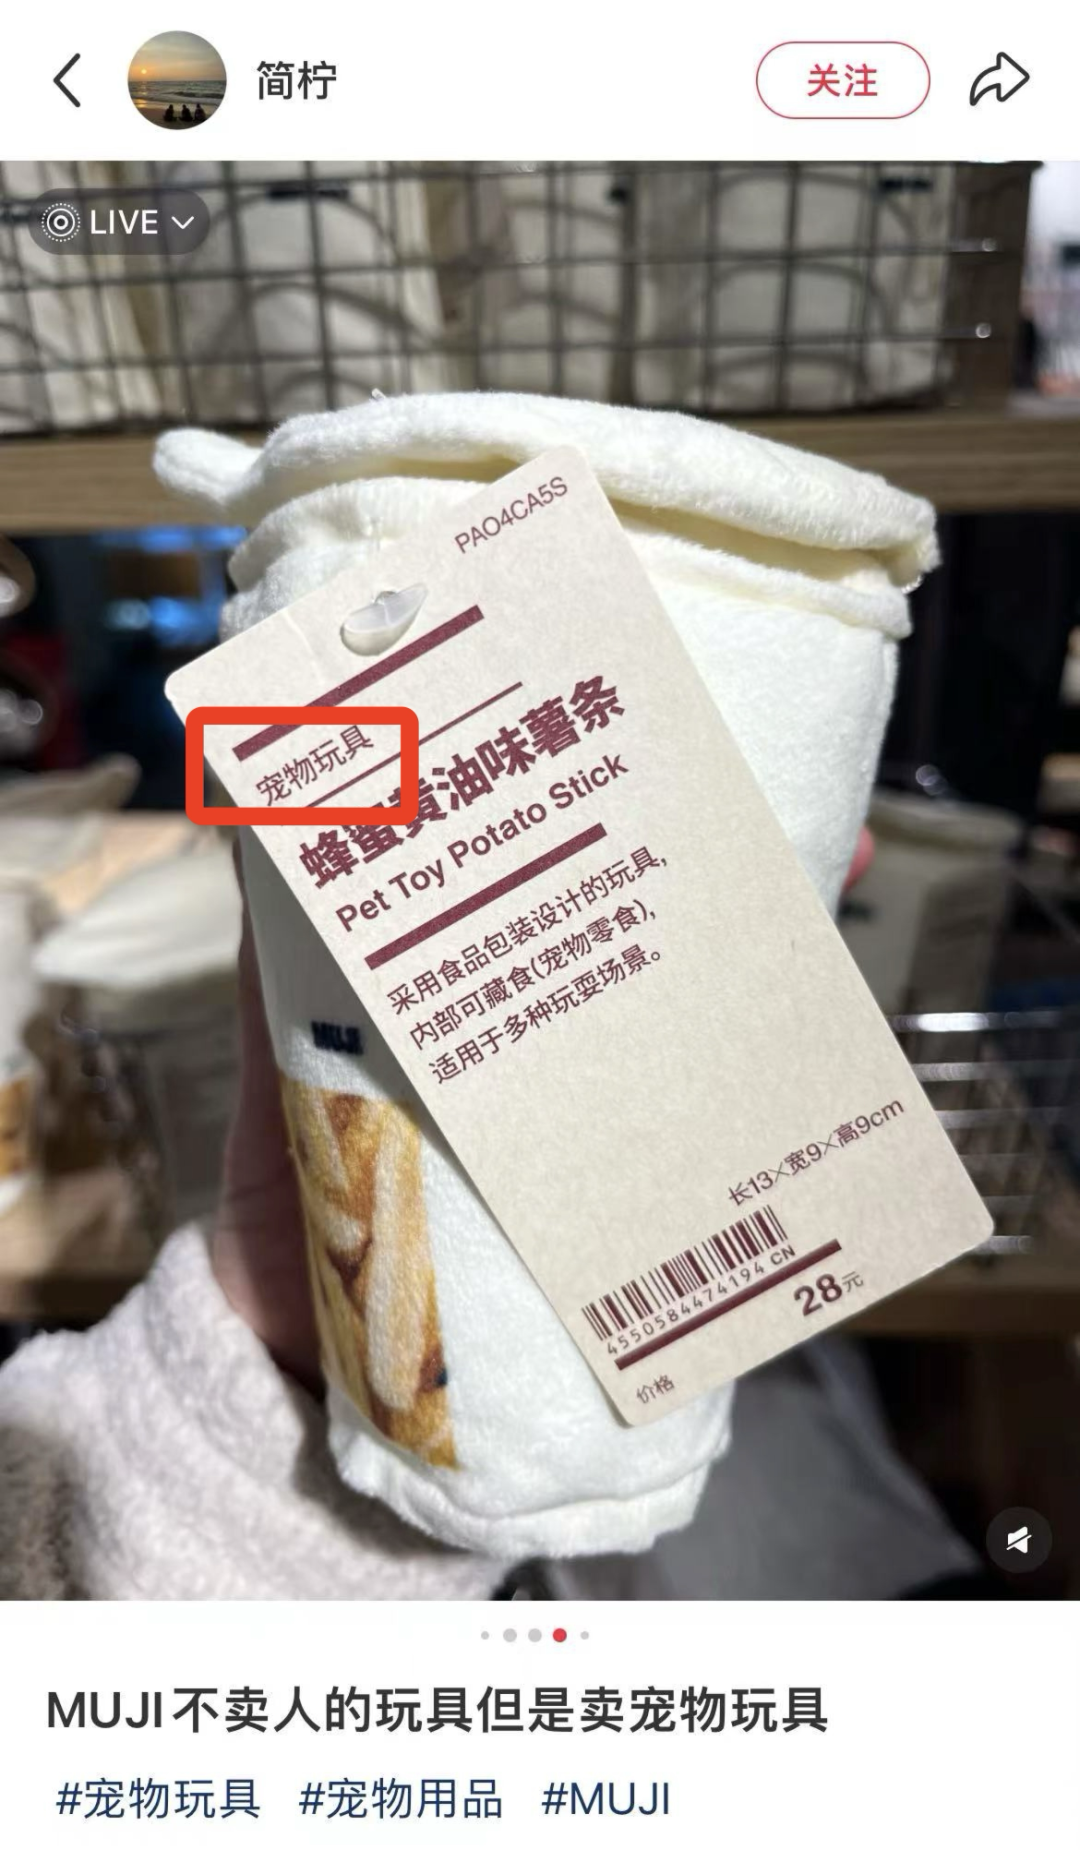 简柠
关注
LIVE
PA04CA5S
宠物玩具
蜂蜜黄油味薯条
Pet Toy Potato Stick
采用食品包装设计的玩具,
内部可藏食(宠物零食),
适用于多种玩耍场景。
MUJI
长13×宽9×高9cm
4550584474194 CN
28元
价格
MUJI不卖人的玩具但是卖宠物玩具
#宠物玩具 #宠物用品 #MUJI